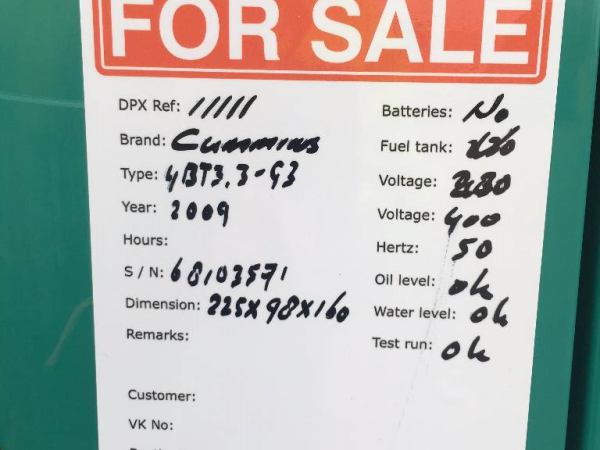 FOR SALE
DPX Ref: 11111
Brand: Cummins
Type: 4BT3.3-G3
Year: 2009
Hours:
S / N: 68103571
Dimension: 225X98X160
Remarks:
Customer:
VK No:
Batteries: No
Fuel tank:
Voltage:
Voltage: 400
Hertz: 50
Oil level: ok
Water level: ok
Test run: ok